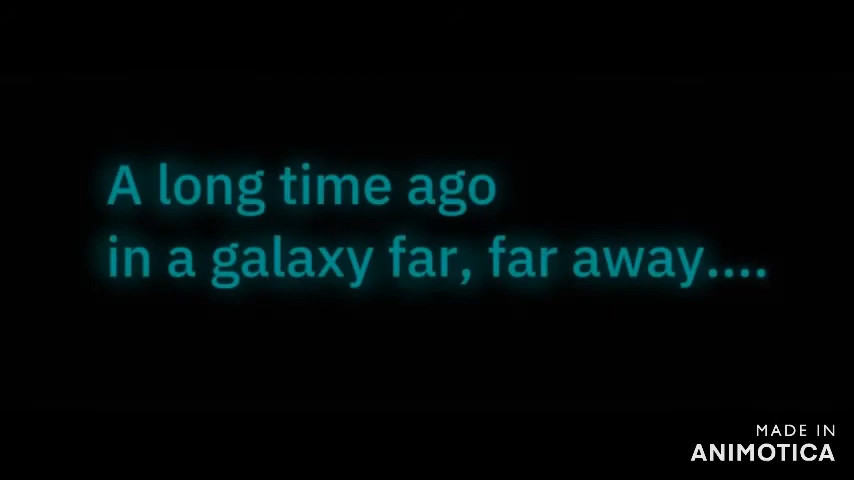 A long time ago
in a galaxy far, far away....
MADE IN
ANIMOTICA